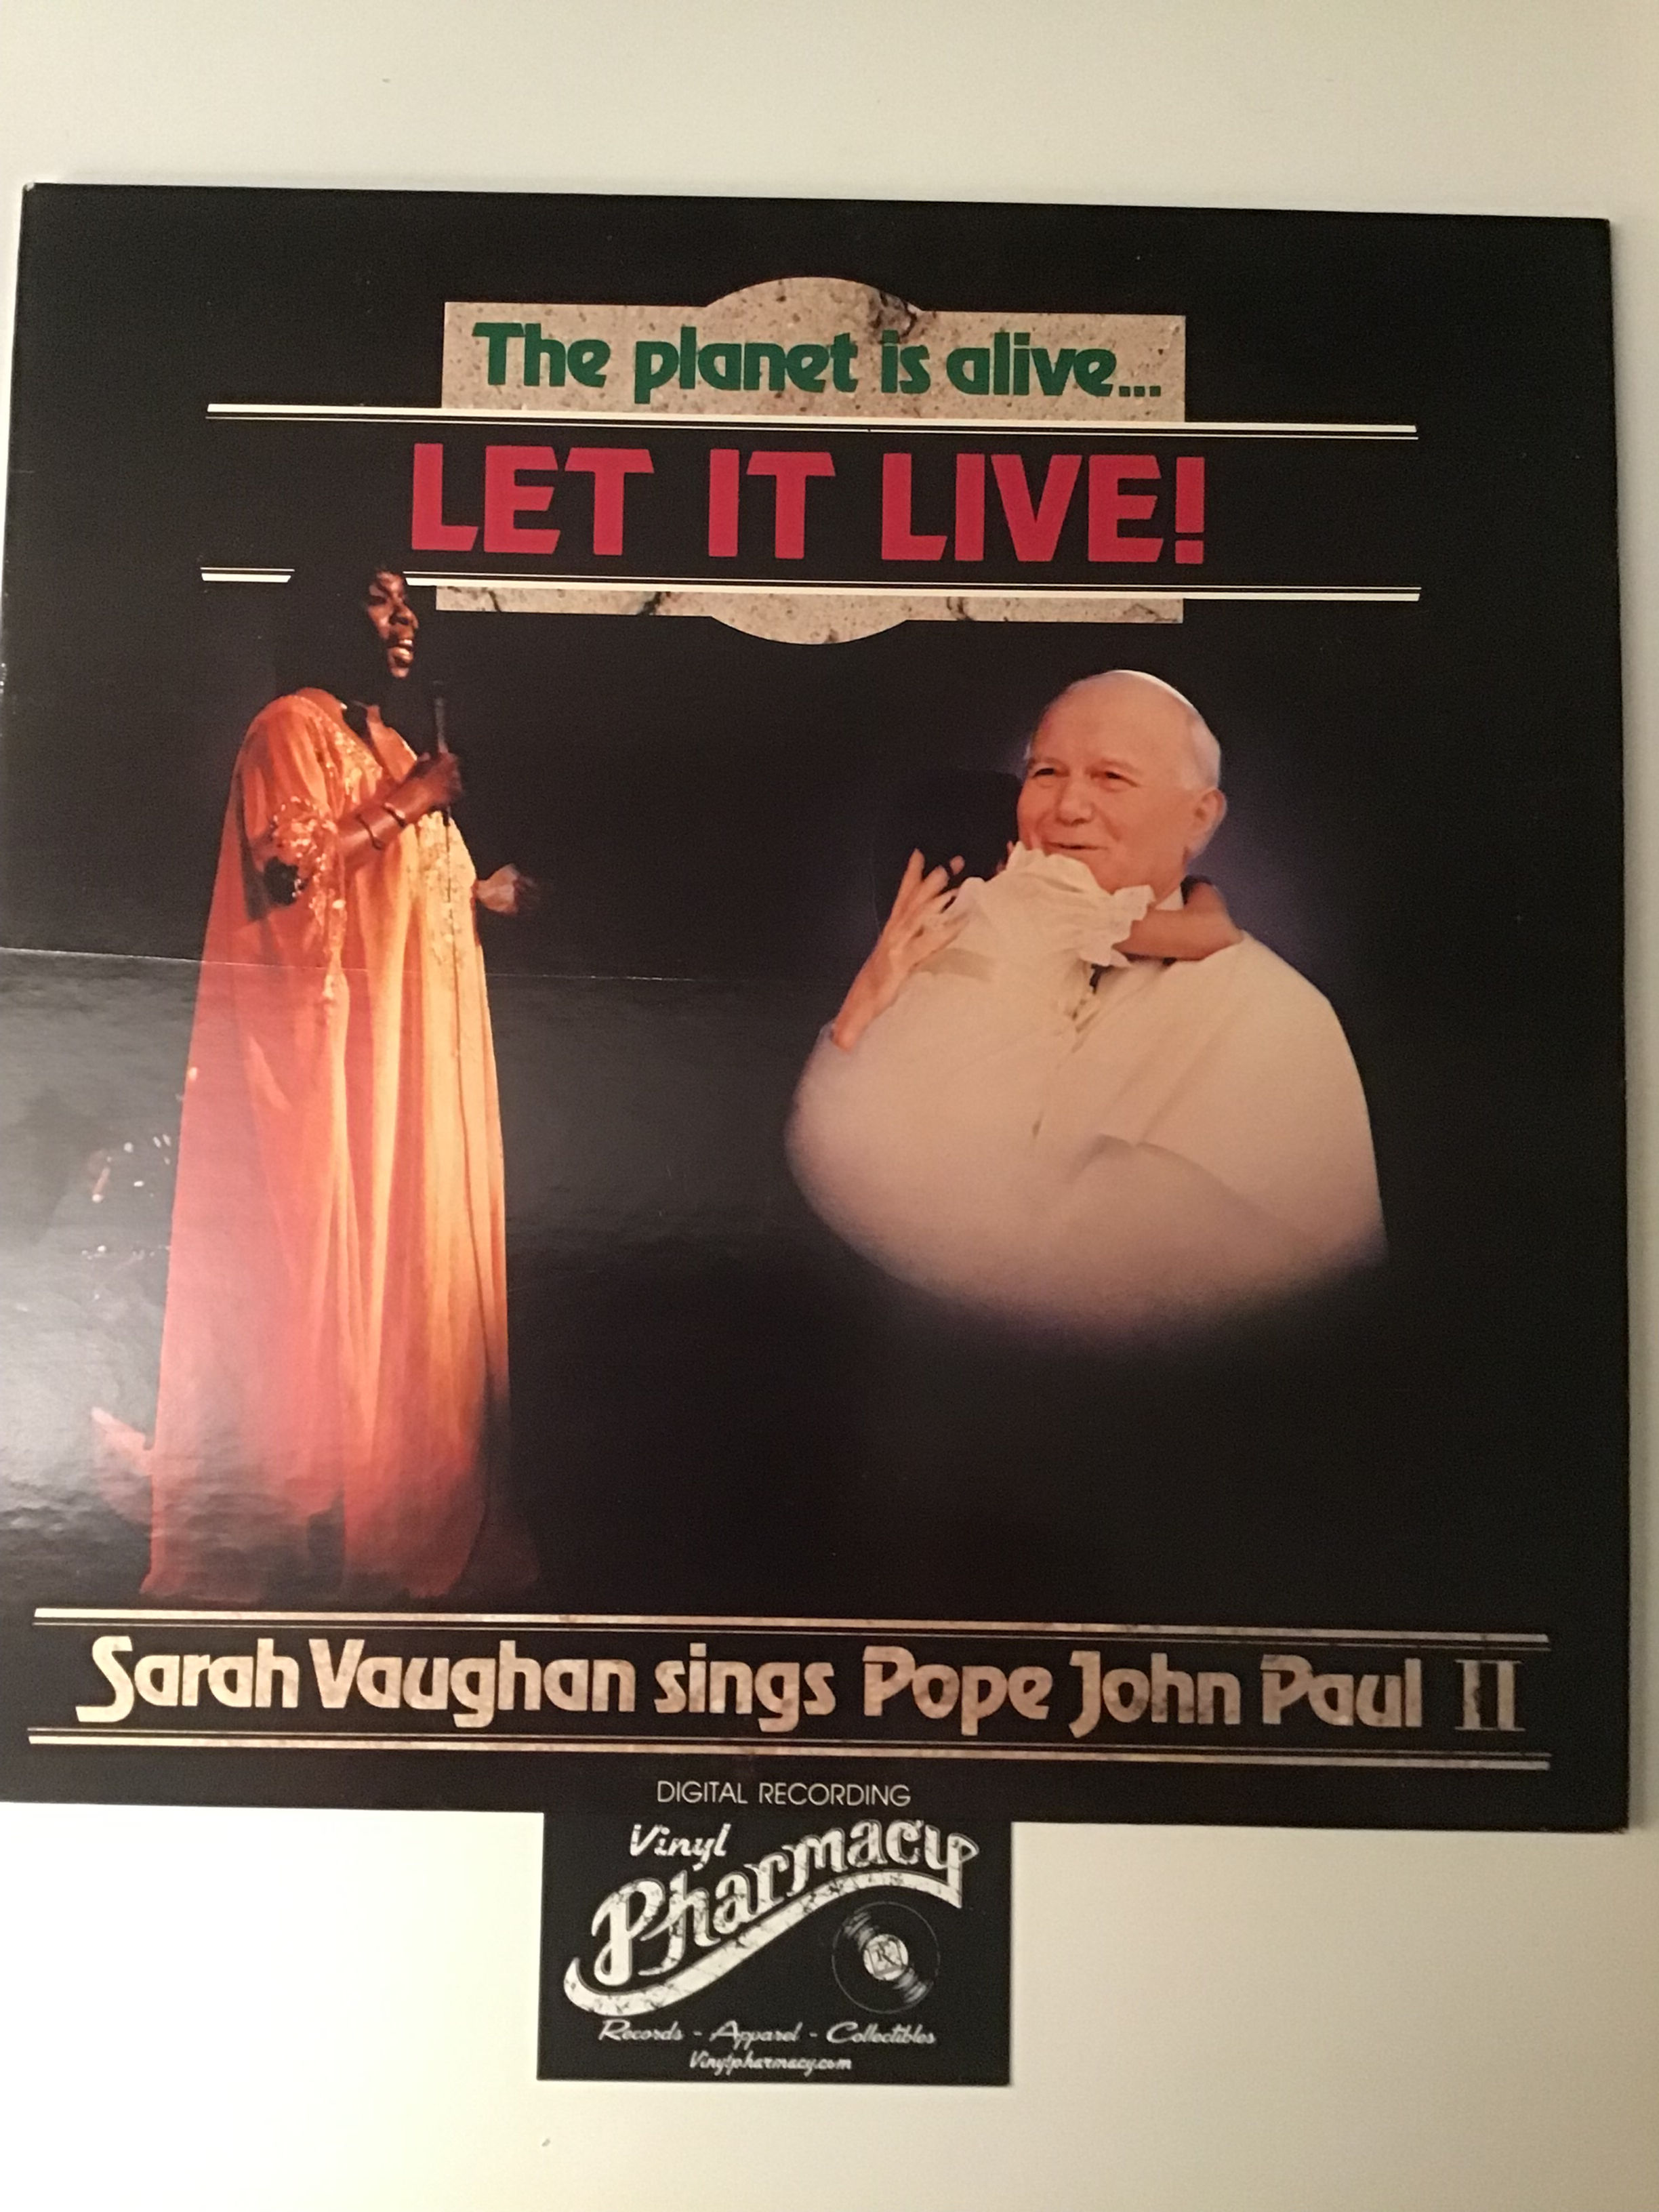 The planet is alive...
LET IT LIVE!
Sarah Vaughan sings Pope John Paul II
DIGITAL RECORDING
Vinyl
Pharmacy
Rx
Records - Apparel - Collectibles
Vinylpharmacy.com